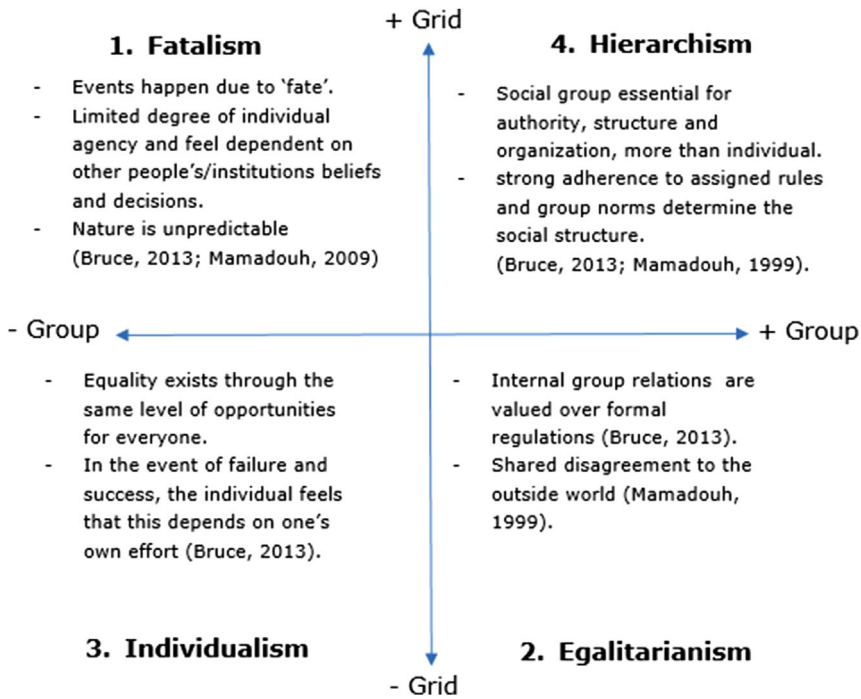 + Grid
1. Fatalism
- Events happen due to ‘fate’.
- Limited degree of individual
agency and feel dependent on
other people’s/institutions beliefs
and decisions.
- Nature is unpredictable
(Bruce, 2013; Mamadouh, 2009)
4. Hierarchism
- Social group essential for
authority, structure and
organization, more than individual.
- strong adherence to assigned rules
and group norms determine the
social structure.
(Bruce, 2013; Mamadouh, 1999).
- Group
+ Group
- Equality exists through the
same level of opportunities
for everyone.
- In the event of failure and
success, the individual feels
that this depends on one’s
own effort (Bruce, 2013).
3. Individualism
- Internal group relations are
valued over formal
regulations (Bruce, 2013).
- Shared disagreement to the
outside world (Mamadouh,
1999).
2. Egalitarianism
- Grid